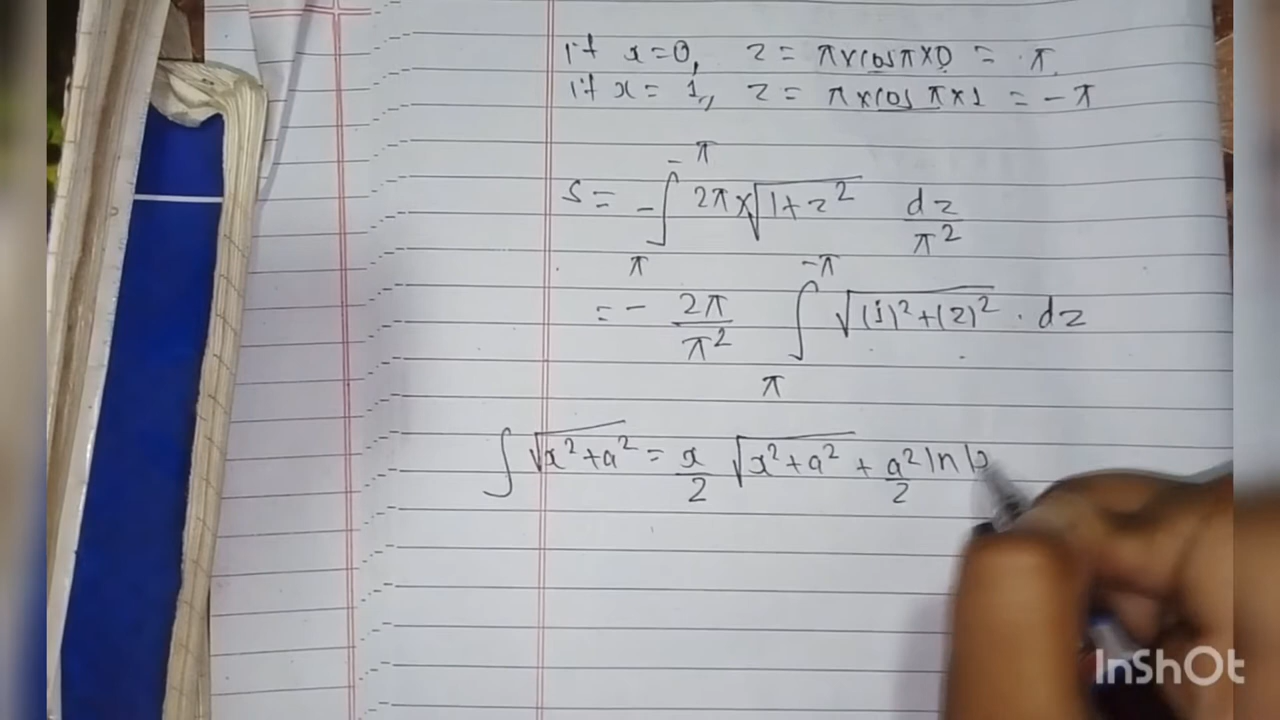 if x=0, z = π×cosπ×0 = π
if x = 1, z = π×cos π×1 = -π
S = -∫_π^{-π} 2π×√(1+z²) dz/π²
= - 2π/π² ∫_π^{-π} √((1)²+(z)²) · dz
∫√(x²+a²) = x/2 √(x²+a²) + a²/2 ln |x
InShOt